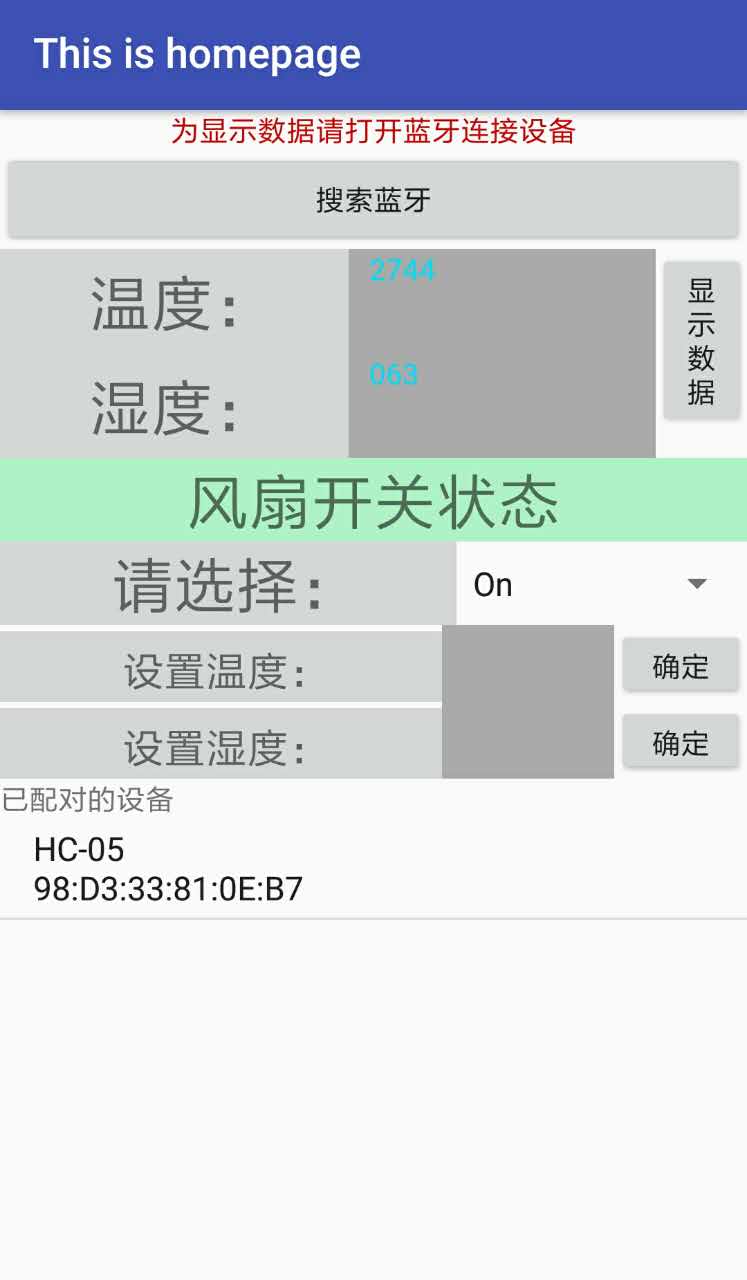 This is homepage
为显示数据请打开蓝牙连接设备
搜索蓝牙
温度：
2744
湿度：
063
显
示
数
据
风扇开关状态
请选择：
On
设置温度：
确定
设置湿度：
确定
已配对的设备
HC-05
98:D3:33:81:0E:B7